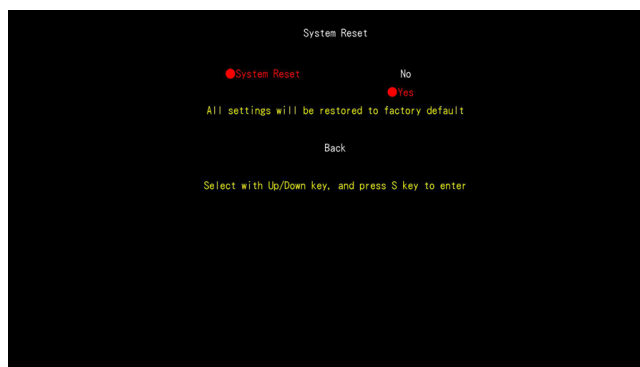 System Reset
●System Reset No
●Yes
All settings will be restored to factory default
Back
Select with Up/Down key, and press S key to enter